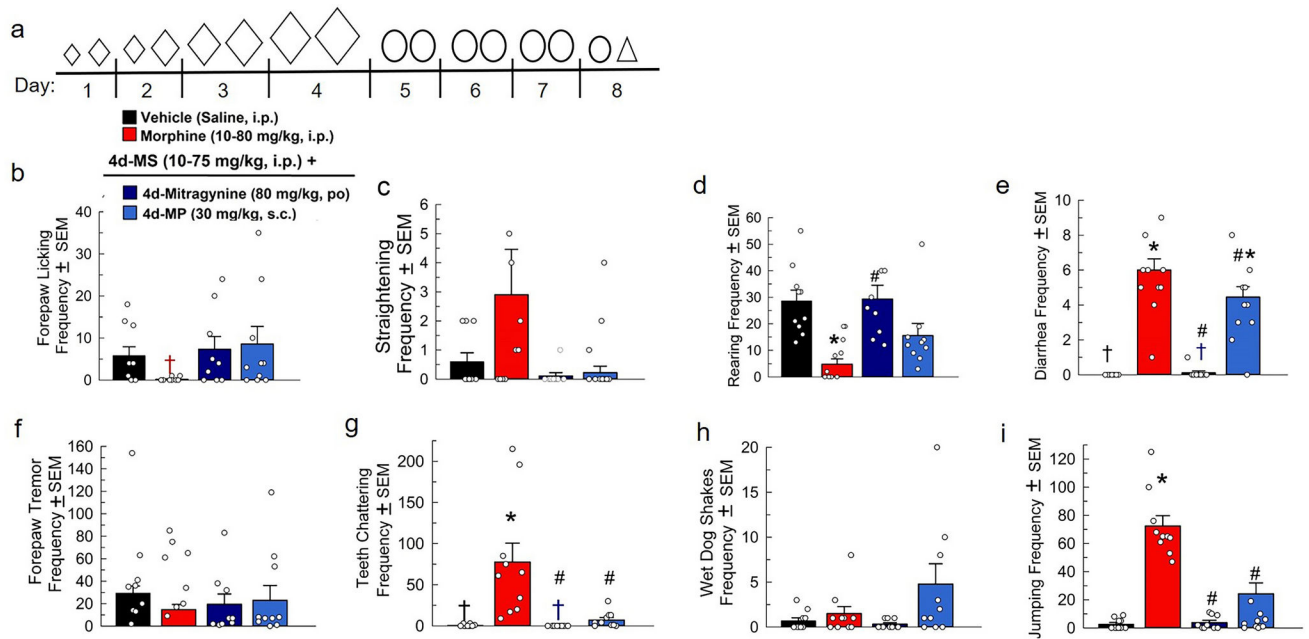 a
Day: 1 2 3 4 5 6 7 8
Vehicle (Saline, i.p.)
Morphine (10-80 mg/kg, i.p.)
4d-MS (10-75 mg/kg, i.p.) +
4d-Mitragynine (80 mg/kg, po)
4d-MP (30 mg/kg, s.c.)
b
Forepaw Licking
Frequency ± SEM
40
30
20
10
0
†
c
Straightening
Frequency ± SEM
6
5
4
3
2
1
0
d
Rearing Frequency ± SEM
60
50
40
30
20
10
0
*
#
e
Diarrhea Frequency ± SEM
10
8
6
4
2
0
†
*
#
†
#*
f
Forepaw Tremor
Frequency ± SEM
160
140
120
100
80
60
40
20
0
g
Teeth Chattering
Frequency ± SEM
200
150
100
50
0
†
*
#
†
#
h
Wet Dog Shakes
Frequency ± SEM
20
15
10
5
0
i
Jumping Frequency ± SEM
120
100
80
60
40
20
0
*
#
#